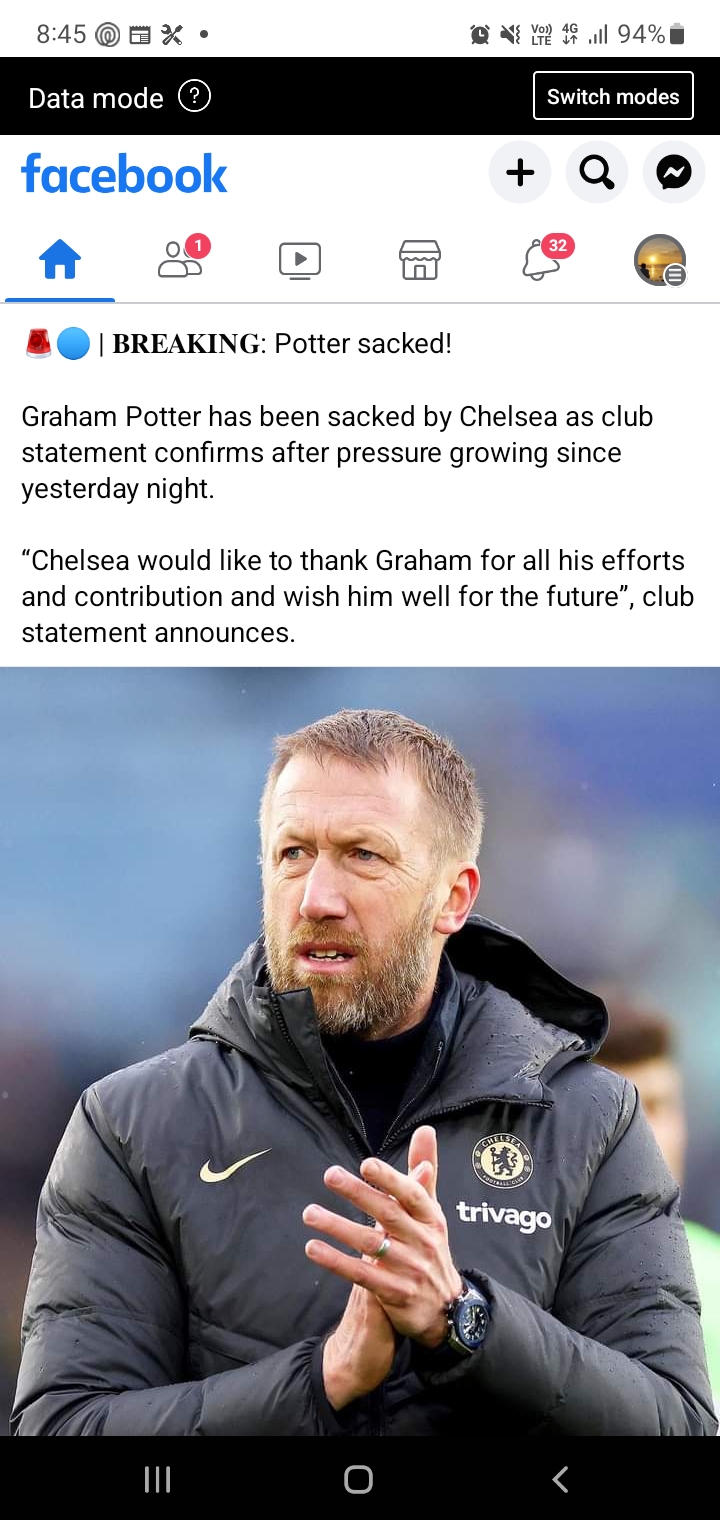 8:45
Vo))
LTE
4G
94%
Data mode ?
Switch modes
facebook
1
32
🚨🔵 | 𝐁𝐑𝐄𝐀𝐊𝐈𝐍𝐆: Potter sacked!
Graham Potter has been sacked by Chelsea as club
statement confirms after pressure growing since
yesterday night.
“Chelsea would like to thank Graham for all his efforts
and contribution and wish him well for the future”, club
statement announces.
CHELSEA
FOOTBALL CLUB
trivago